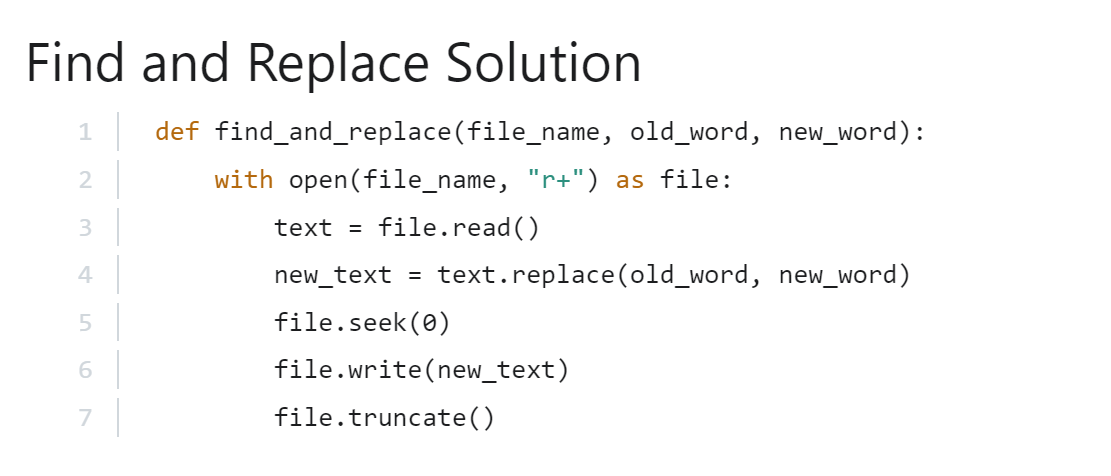 Find and Replace Solution
1 def find_and_replace(file_name, old_word, new_word):
2     with open(file_name, "r+") as file:
3         text = file.read()
4         new_text = text.replace(old_word, new_word)
5         file.seek(0)
6         file.write(new_text)
7         file.truncate()